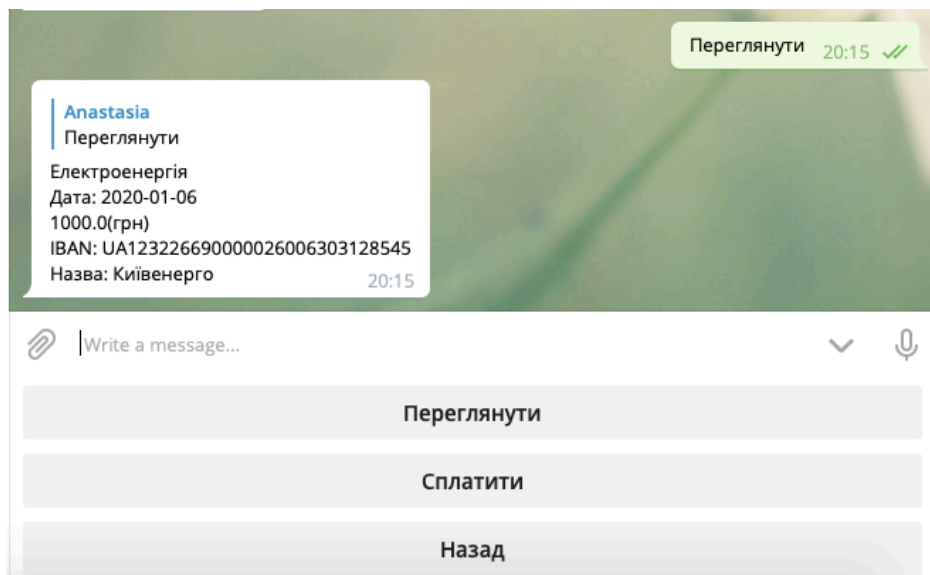 Переглянути 20:15
Anastasia
Переглянути
Електроенергія
Дата: 2020-01-06
1000.0(грн)
IBAN: UA123226690000026006303128545
Назва: Київенерго
20:15
Write a message...
Переглянути
Сплатити
Назад